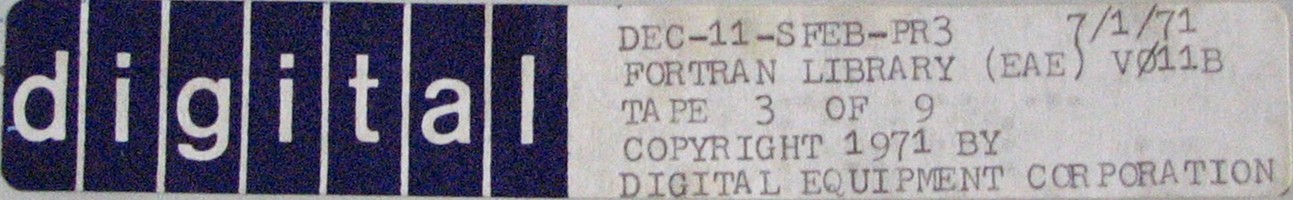 digital
DEC-11-SFEB-PR3 7/1/71
FORTRAN LIBRARY (EAE) VØ11B
TAPE 3 OF 9
COPYRIGHT 1971 BY
DIGITAL EQUIPMENT CORPORATION